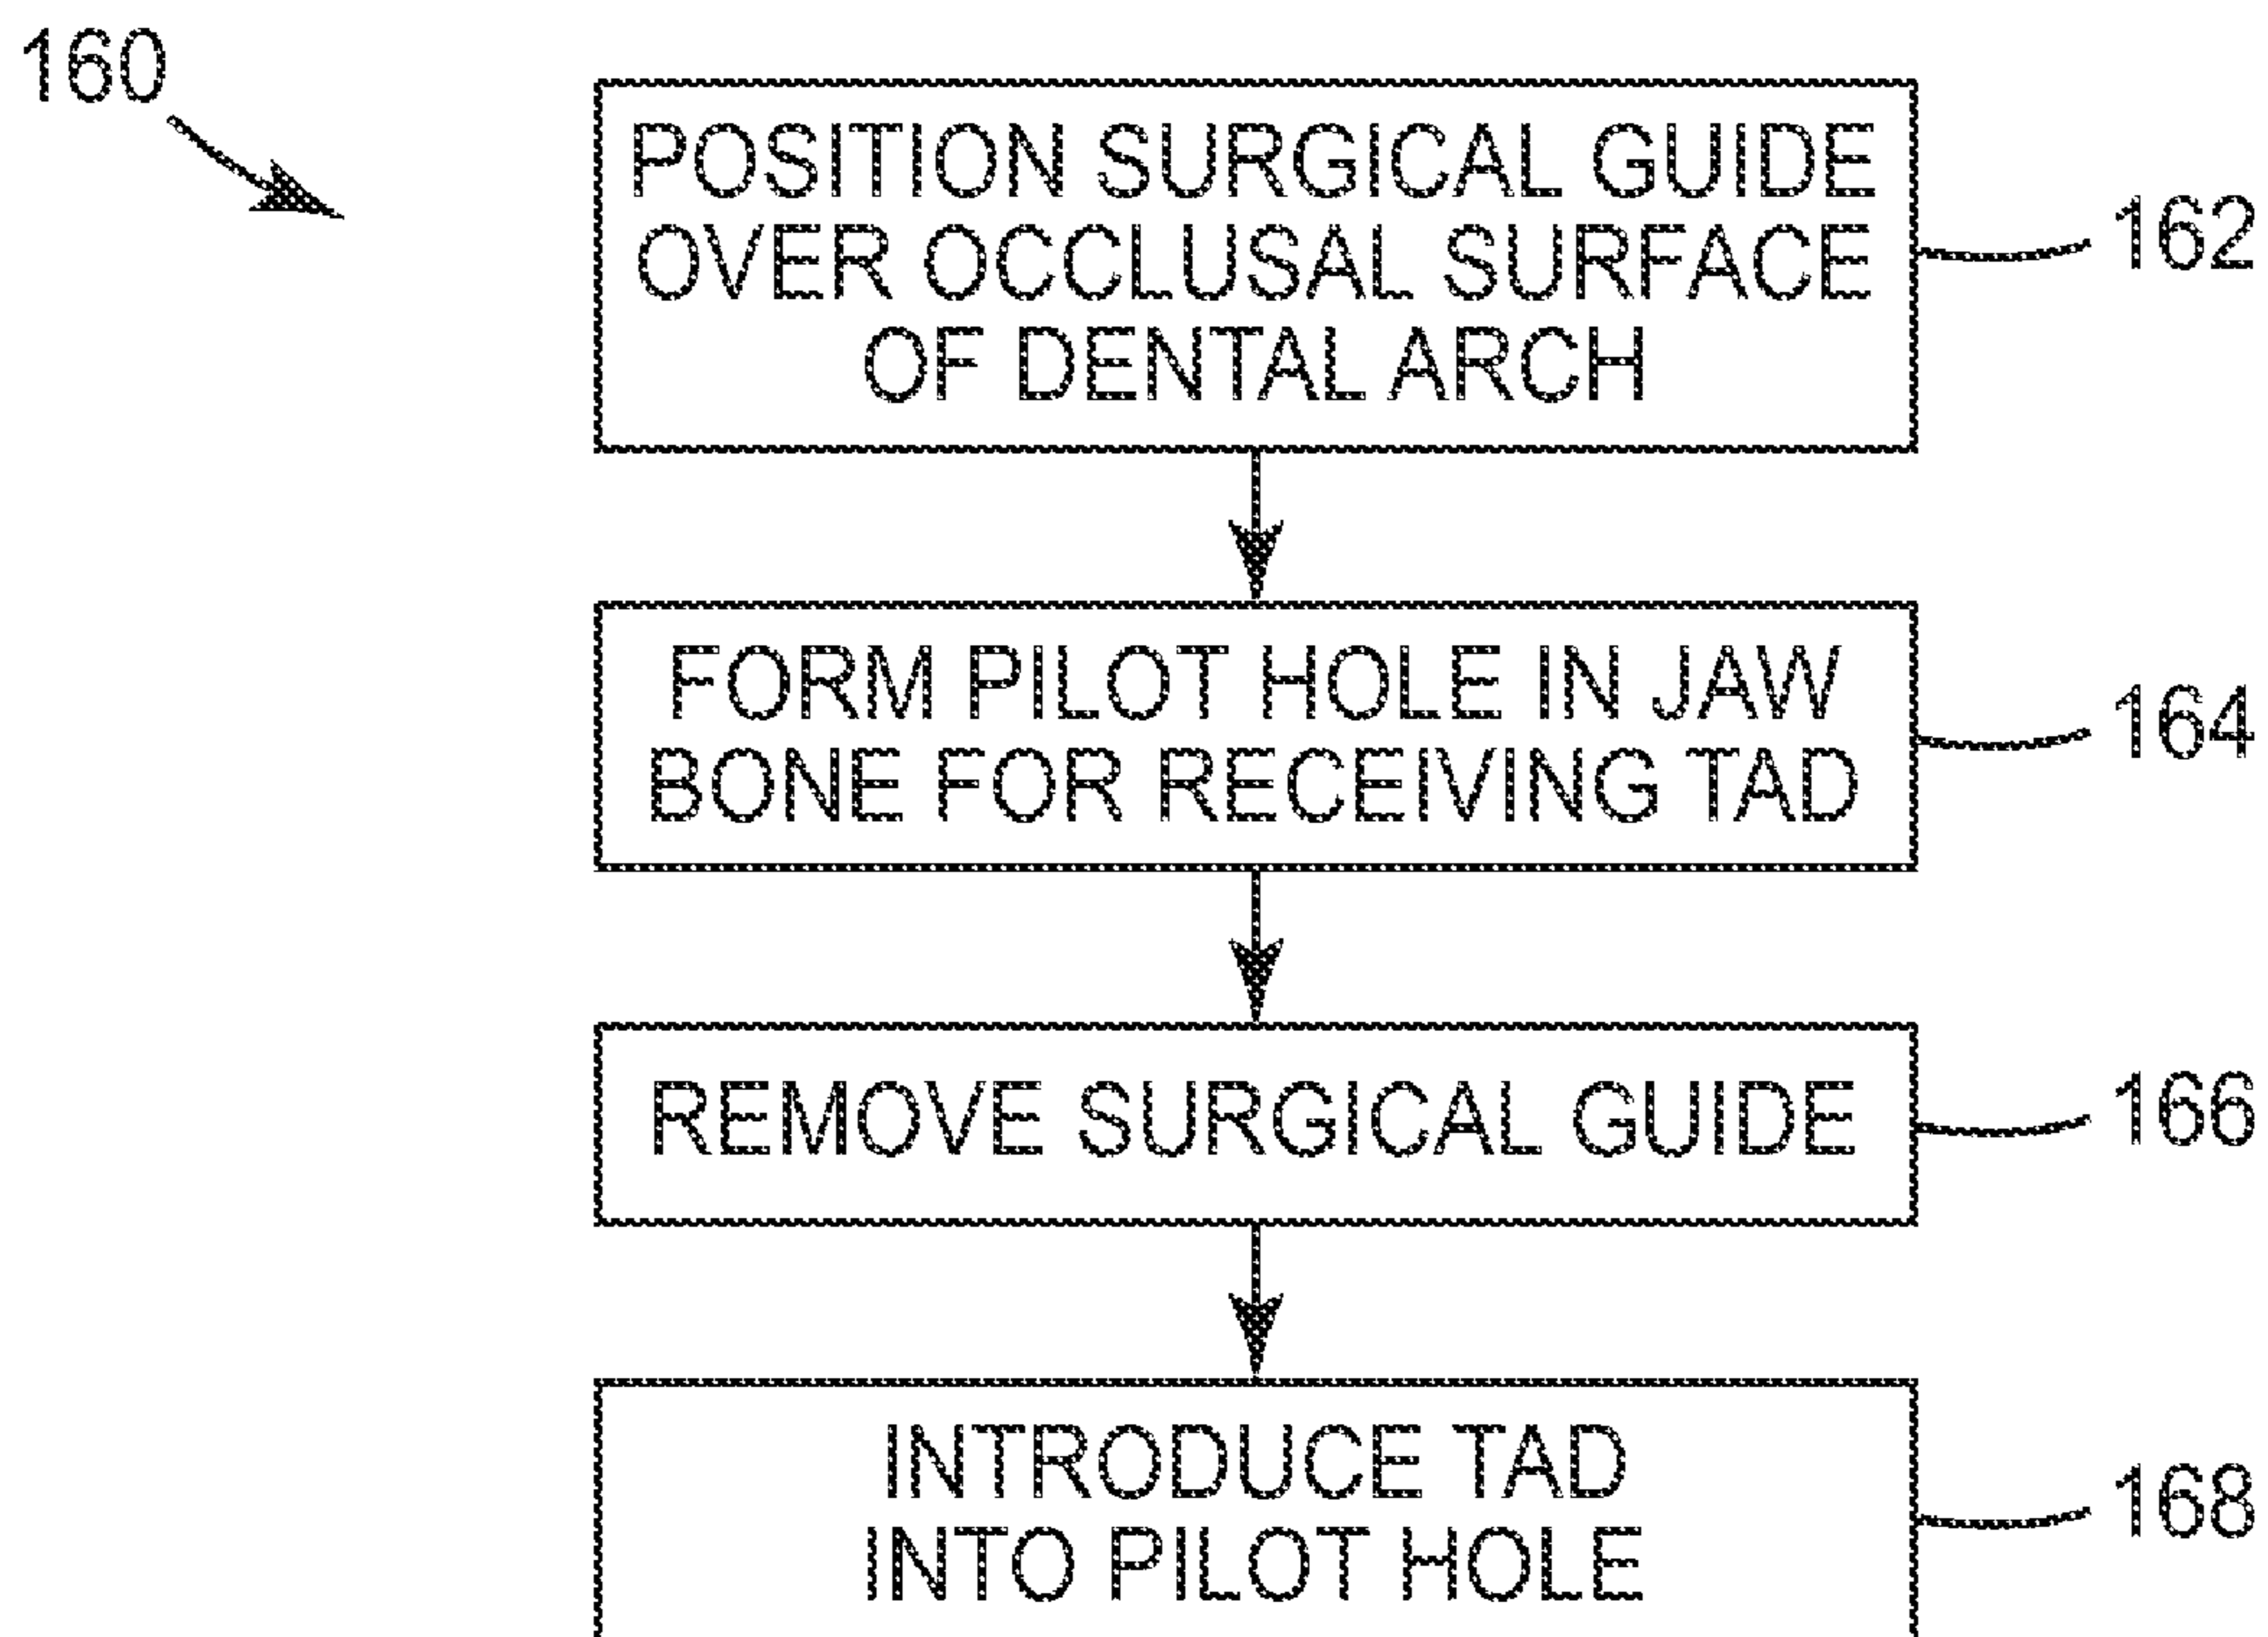 160
POSITION SURGICAL GUIDE
OVER OCCLUSAL SURFACE
OF DENTAL ARCH
162
FORM PILOT HOLE IN JAW
BONE FOR RECEIVING TAD
164
REMOVE SURGICAL GUIDE
166
INTRODUCE TAD
INTO PILOT HOLE
168